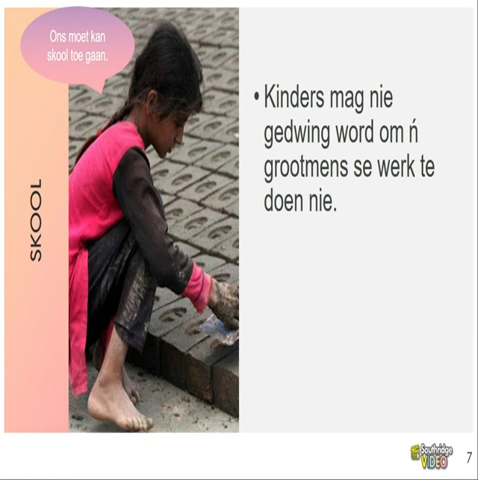 Ons moet kan
skool toe gaan.
SKOOL
• Kinders mag nie
gedwing word om ń
grootmens se werk te
doen nie.
Southridge
VIDEO
7